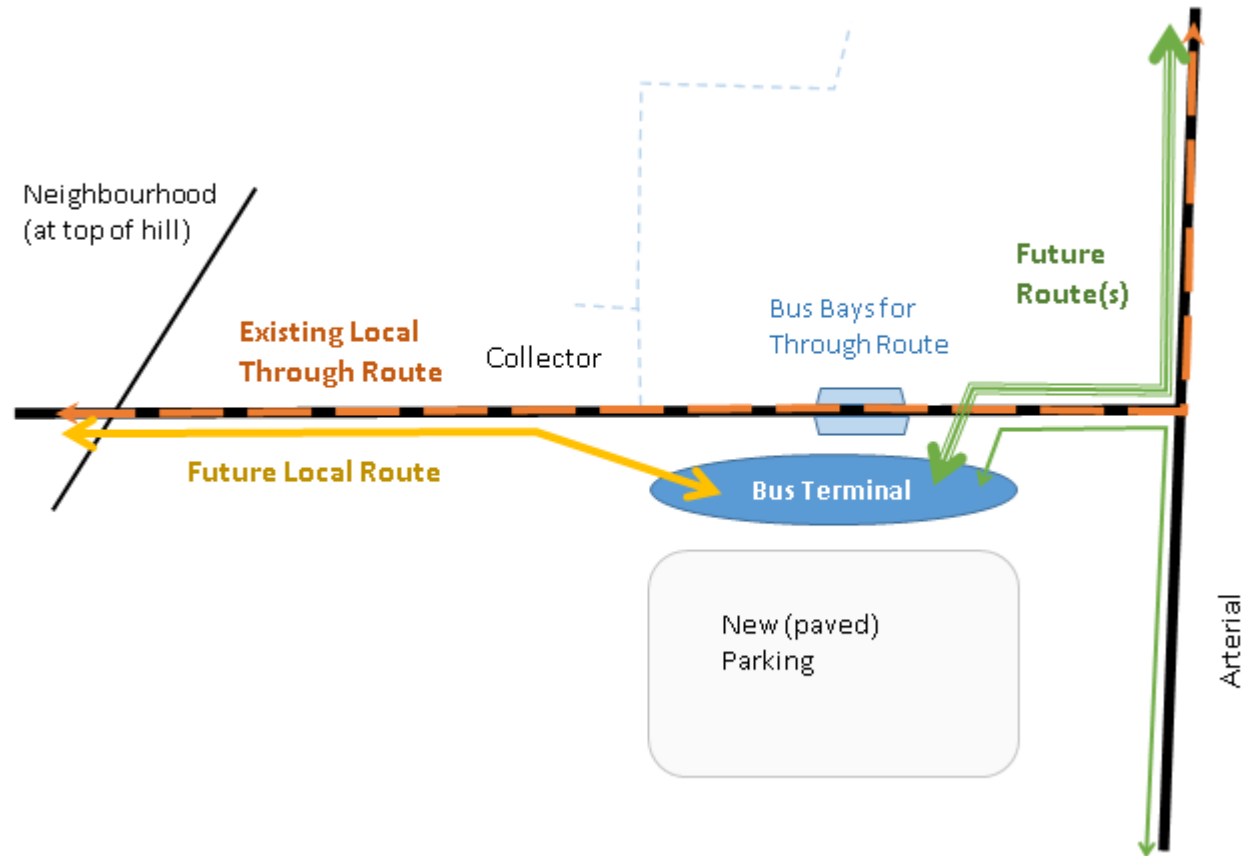 Neighbourhood
(at top of hill)
Future
Route(s)
Bus Bays for
Through Route
Existing Local
Through Route
Collector
Future Local Route
Bus Terminal
New (paved)
Parking
Arterial